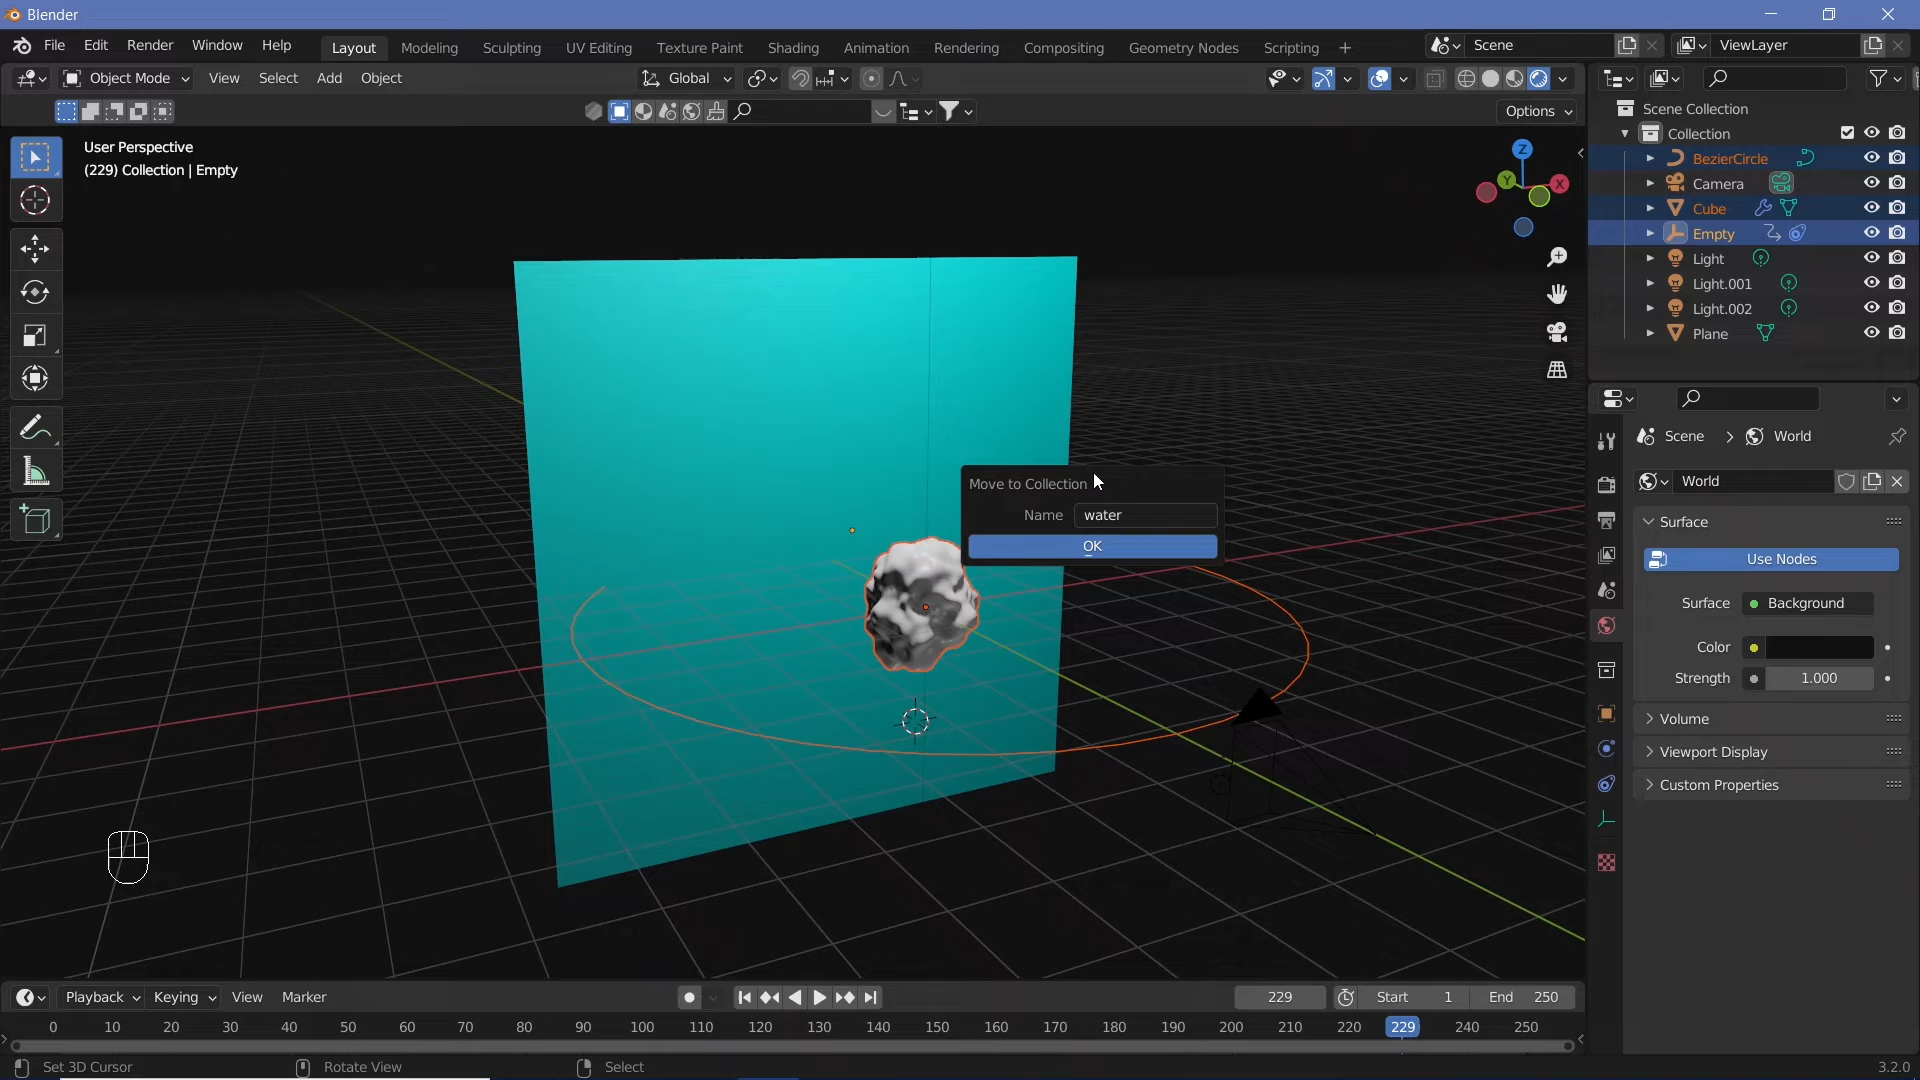 Blender
File Edit Render Window Help
Layout Modeling Sculpting UV Editing Texture Paint Shading Animation Rendering Compositing Geometry Nodes Scripting +
Scene
ViewLayer
Object Mode View Select Add Object
Global
Options
User Perspective
(229) Collection | Empty
Z
Y
X
Scene Collection
Collection
BezierCircle
Camera
Cube
Empty
Light
Light.001
Light.002
Plane
Move to Collection
Name water
OK
Scene > World
World
Surface
Use Nodes
Surface Background
Color
Strength 1.000
Volume
Viewport Display
Custom Properties
Playback Keying View Marker
229
Start 1
End 250
0 10 20 30 40 50 60 70 80 90 100 110 120 130 140 150 160 170 180 190 200 210 220 229 240 250
Set 3D Cursor
Rotate View
Select
3.2.0